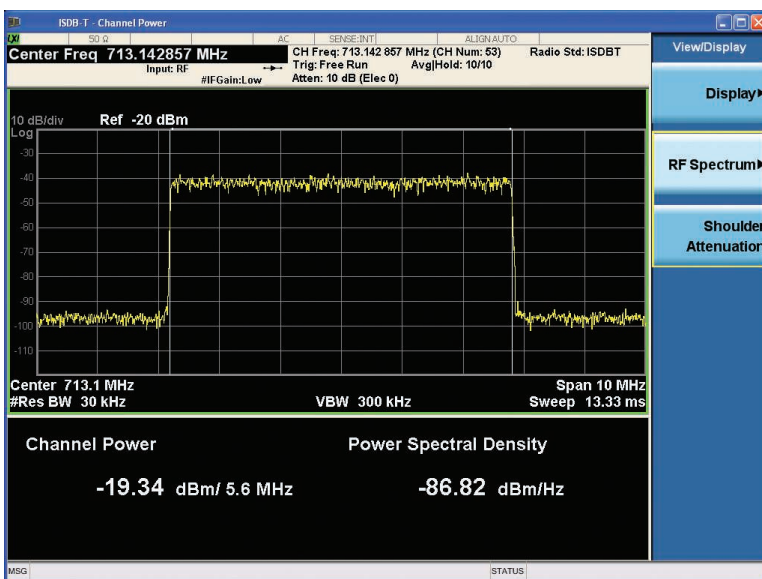 ISDB-T - Channel Power
LXI 50 Ω AC SENSE:INT ALIGN AUTO
Center Freq 713.142857 MHz
Input: RF
#IFGain:Low
CH Freq: 713.142 857 MHz (CH Num: 53)
Trig: Free Run Avg|Hold: 10/10
Atten: 10 dB (Elec 0)
Radio Std: ISDBT
10 dB/div Ref -20 dBm
Log
-30
-40
-50
-60
-70
-80
-90
-100
-110
Center 713.1 MHz Span 10 MHz
#Res BW 30 kHz VBW 300 kHz Sweep 13.33 ms
Channel Power Power Spectral Density
-19.34 dBm/ 5.6 MHz -86.82 dBm/Hz
MSG STATUS
View/Display
Display
RF Spectrum
Shoulder
Attenuation